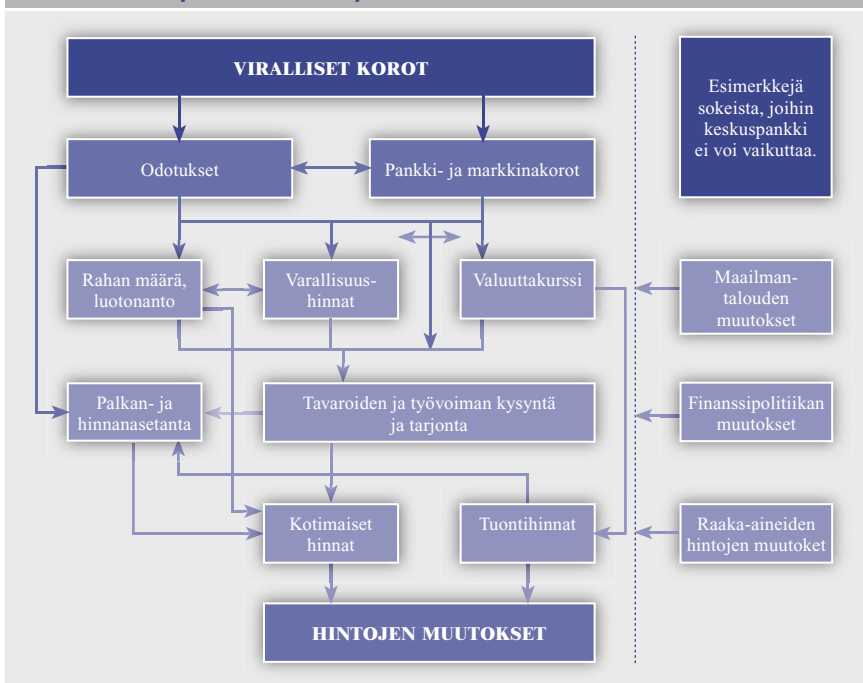 VIRALLISET KOROT
Esimerkkejä
sokeista, joihin
keskuspankki
ei voi vaikuttaa.
Odotukset
Pankki- ja markkinakorot
Rahan määrä,
luotonanto
Varallisuus-
hinnat
Valuuttakurssi
Maailman-
talouden
muutokset
Palkan- ja
hinnanasetanta
Tavaroiden ja työvoiman kysyntä
ja tarjonta
Finanssipolitiikan
muutokset
Kotimaiset
hinnat
Tuontihinnat
Raaka-aineiden
hintojen muutoket
HINTOJEN MUUTOKSET